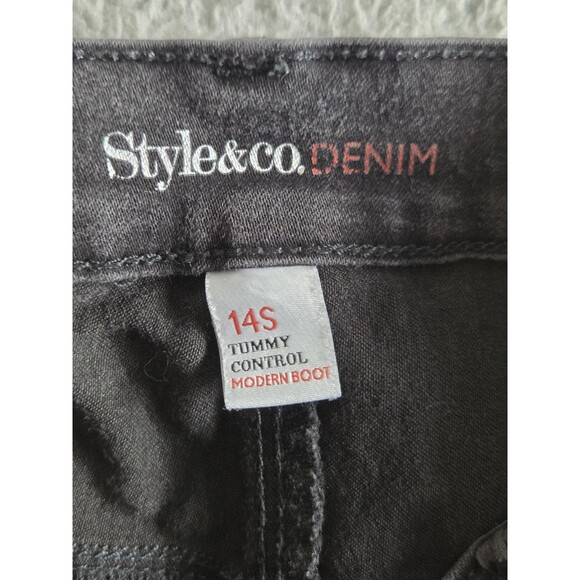 Style&co. DENIM
14S
TUMMY
CONTROL
MODERN BOOT